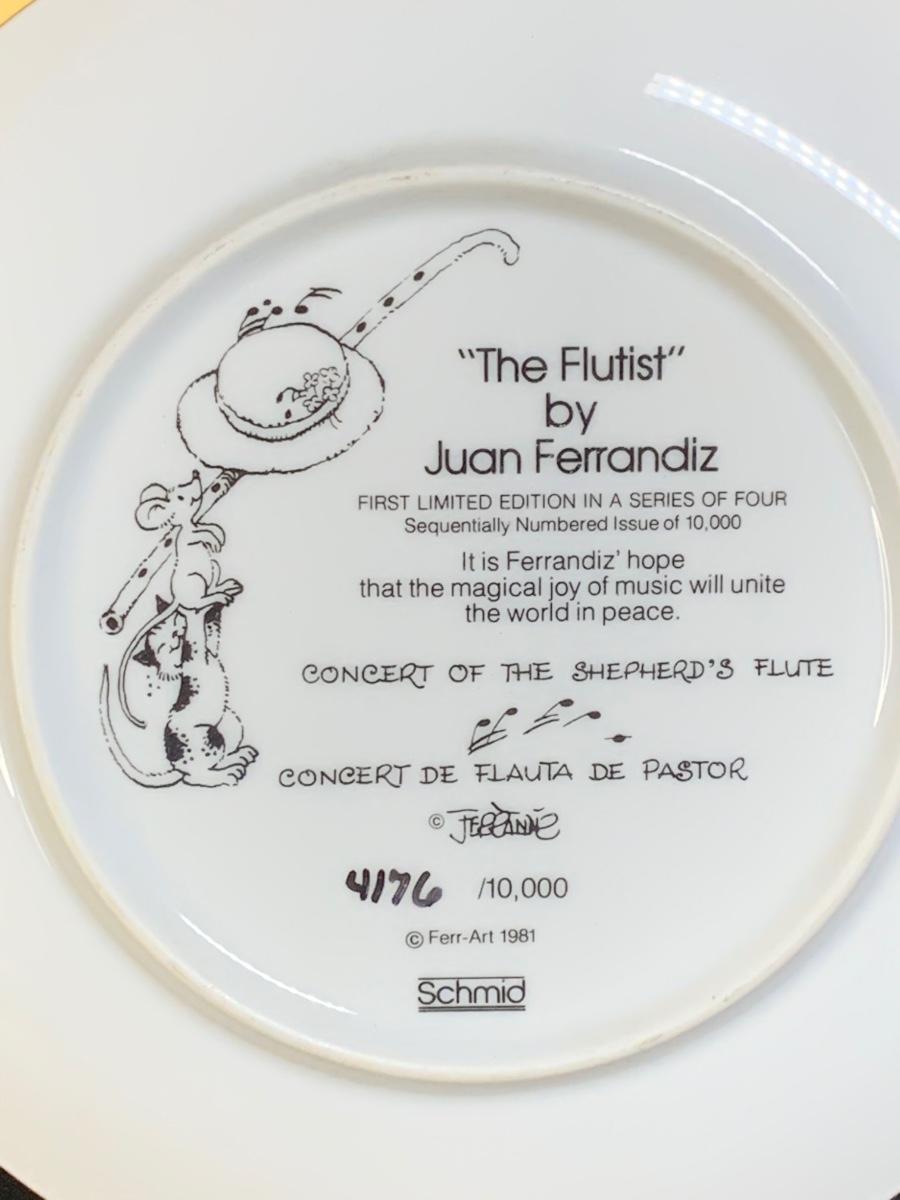 "The Flutist"
by
Juan Ferrandiz
FIRST LIMITED EDITION IN A SERIES OF FOUR
Sequentially Numbered Issue of 10,000
It is Ferrandiz' hope
that the magical joy of music will unite
the world in peace.
CONCERT OF THE SHEPHERD'S FLUTE
CONCERT DE FLAUTA DE PASTOR
©
4176 /10,000
© Ferr-Art 1981
Schmid